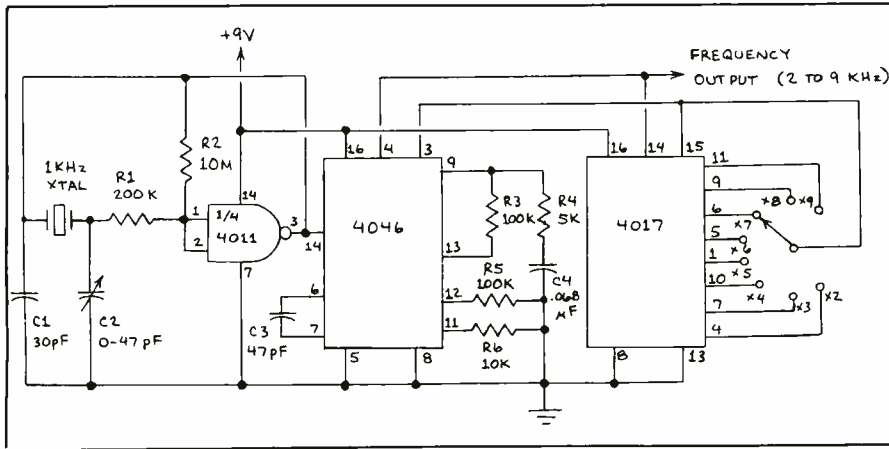 +9V
FREQUENCY
OUTPUT (2 TO 9 KHz)
R2
10M
1KHz
XTAL
R1
200K
14
1
2
1/4
4011
3
7
C1
30pF
C2
0-47 pF
16
4
3
9
14
4046
13
6
12
7
11
5
8
C3
47pF
R3
100K
R4
5K
R5
100K
R6
10K
C4
.068
μF
16
14
15
4017
11
9
6
5
1
10
7
4
8
13
x8
x9
x7
x6
x5
x4
x3
x2